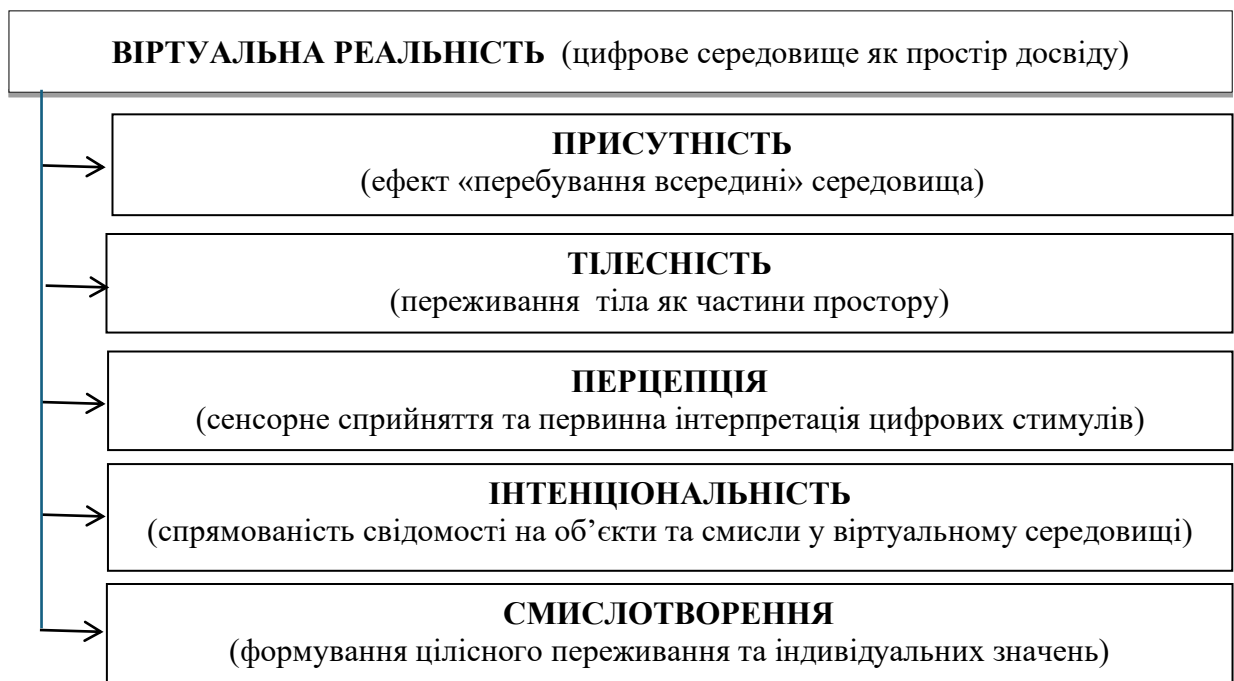 ВІРТУАЛЬНА РЕАЛЬНІСТЬ (цифрове середовище як простір досвіду)
ПРИСУТНІСТЬ
(ефект «перебування всередині» середовища)
ТІЛЕСНІСТЬ
(переживання тіла як частини простору)
ПЕРЦЕПЦІЯ
(сенсорне сприйняття та первинна інтерпретація цифрових стимулів)
ІНТЕНЦІОНАЛЬНІСТЬ
(спрямованість свідомості на об’єкти та смисли у віртуальному середовищі)
СМИСЛОТВОРЕННЯ
(формування цілісного переживання та індивідуальних значень)